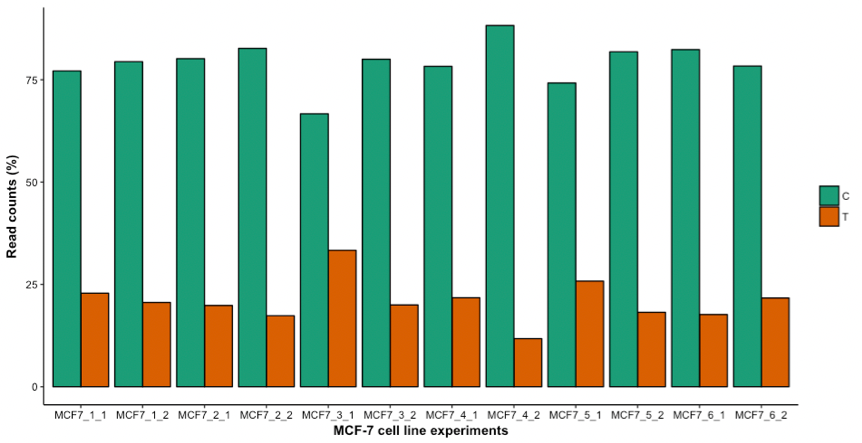 75
50
25
0
Read counts (%)
MCF7_1_1 MCF7_1_2 MCF7_2_1 MCF7_2_2 MCF7_3_1 MCF7_3_2 MCF7_4_1 MCF7_4_2 MCF7_5_1 MCF7_5_2 MCF7_6_1 MCF7_6_2
MCF-7 cell line experiments
C
T